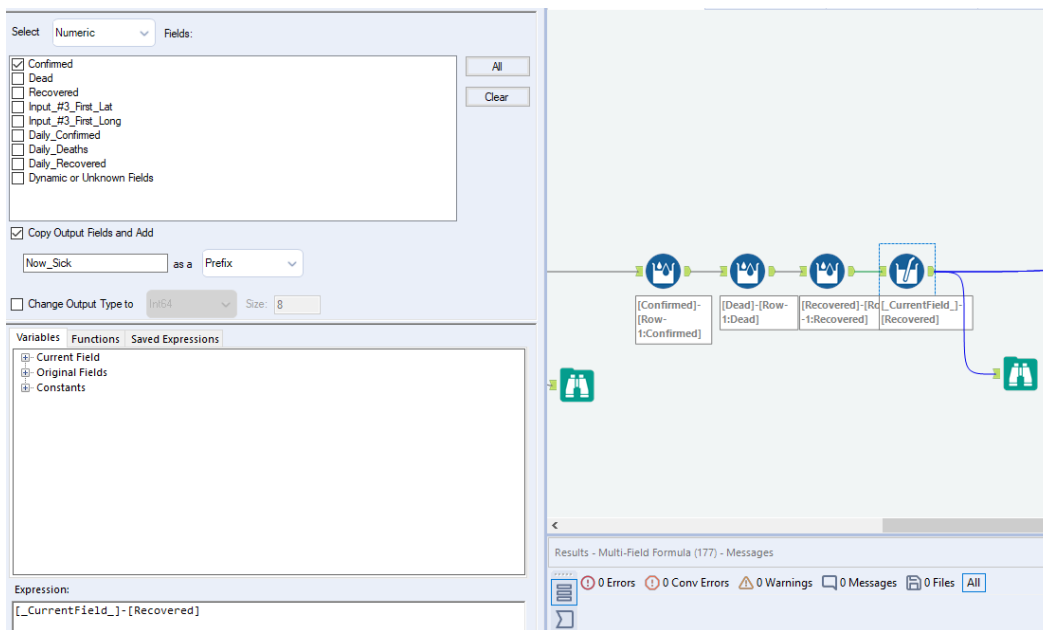 Select Numeric Fields:
Confirmed
Dead
Recovered
Input_#3_First_Lat
Input_#3_First_Long
Daily_Confirmed
Daily_Deaths
Daily_Recovered
Dynamic or Unknown Fields
All
Clear
Copy Output Fields and Add
Now_Sick as a Prefix
Change Output Type to Int64 Size: 8
Variables Functions Saved Expressions
Current Field
Original Fields
Constants
Expression:
[_CurrentField_]-[Recovered]
[Confirmed]-
[Row-
1:Confirmed]
[Dead]-[Row-
1:Dead]
[Recovered]-[Ro
-1:Recovered]
[_CurrentField_]-
[Recovered]
Results - Multi-Field Formula (177) - Messages
0 Errors 0 Conv Errors 0 Warnings 0 Messages 0 Files All